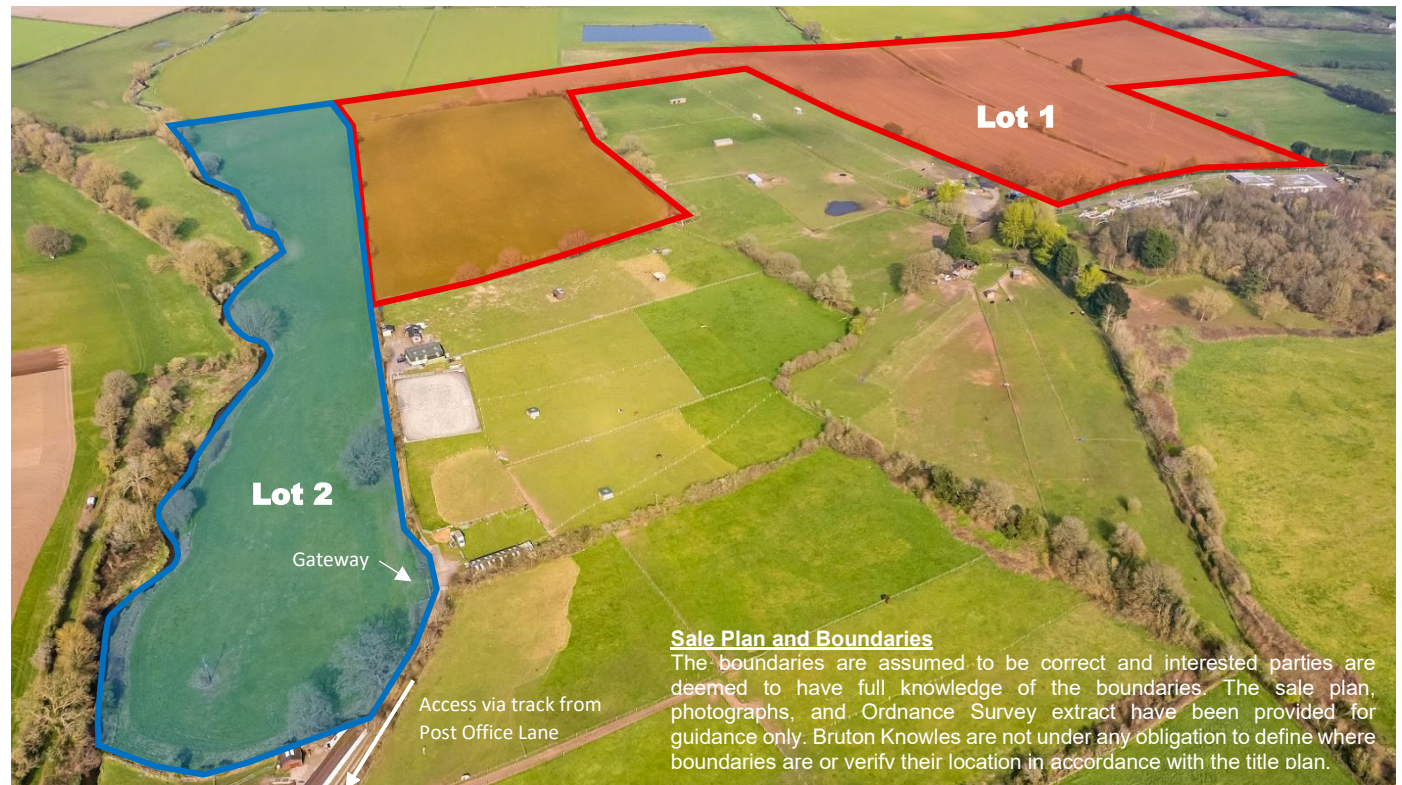 Lot 1
Lot 2
Gateway
Access via track from
Post Office Lane
Sale Plan and Boundaries
The boundaries are assumed to be correct and interested parties are
deemed to have full knowledge of the boundaries. The sale plan,
photographs, and Ordnance Survey extract have been provided for
guidance only. Bruton Knowles are not under any obligation to define where
boundaries are or verify their location in accordance with the title plan.